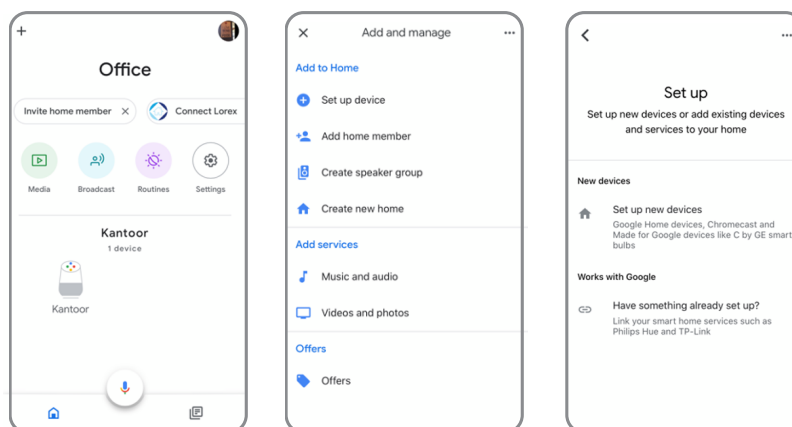 Office
Invite home member
Connect Lorex
Media
Broadcast
Routines
Settings
Kantoor
1 device
Kantoor
Add and manage
Add to Home
Set up device
Add home member
Create speaker group
Create new home
Add services
Music and audio
Videos and photos
Offers
Offers
Set up
Set up new devices or add existing devices
and services to your home
New devices
Set up new devices
Google Home devices, Chromecast and
Made for Google devices like C by GE smart
bulbs
Works with Google
Have something already set up?
Link your smart home services such as
Philips Hue and TP-Link